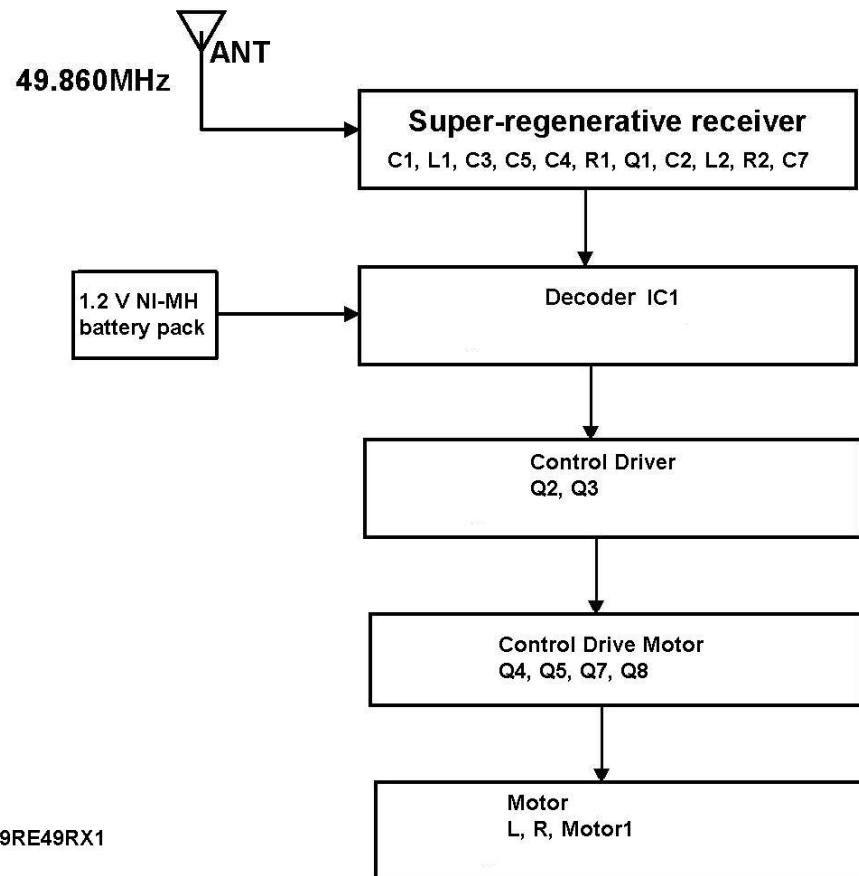 ANT
49.860MHz
Super-regenerative receiver
C1, L1, C3, C5, C4, R1, Q1, C2, L2, R2, C7
1.2 V NI-MH
battery pack
Decoder IC1
Control Driver
Q2, Q3
Control Drive Motor
Q4, Q5, Q7, Q8
Motor
L, R, Motor1
9RE49RX1